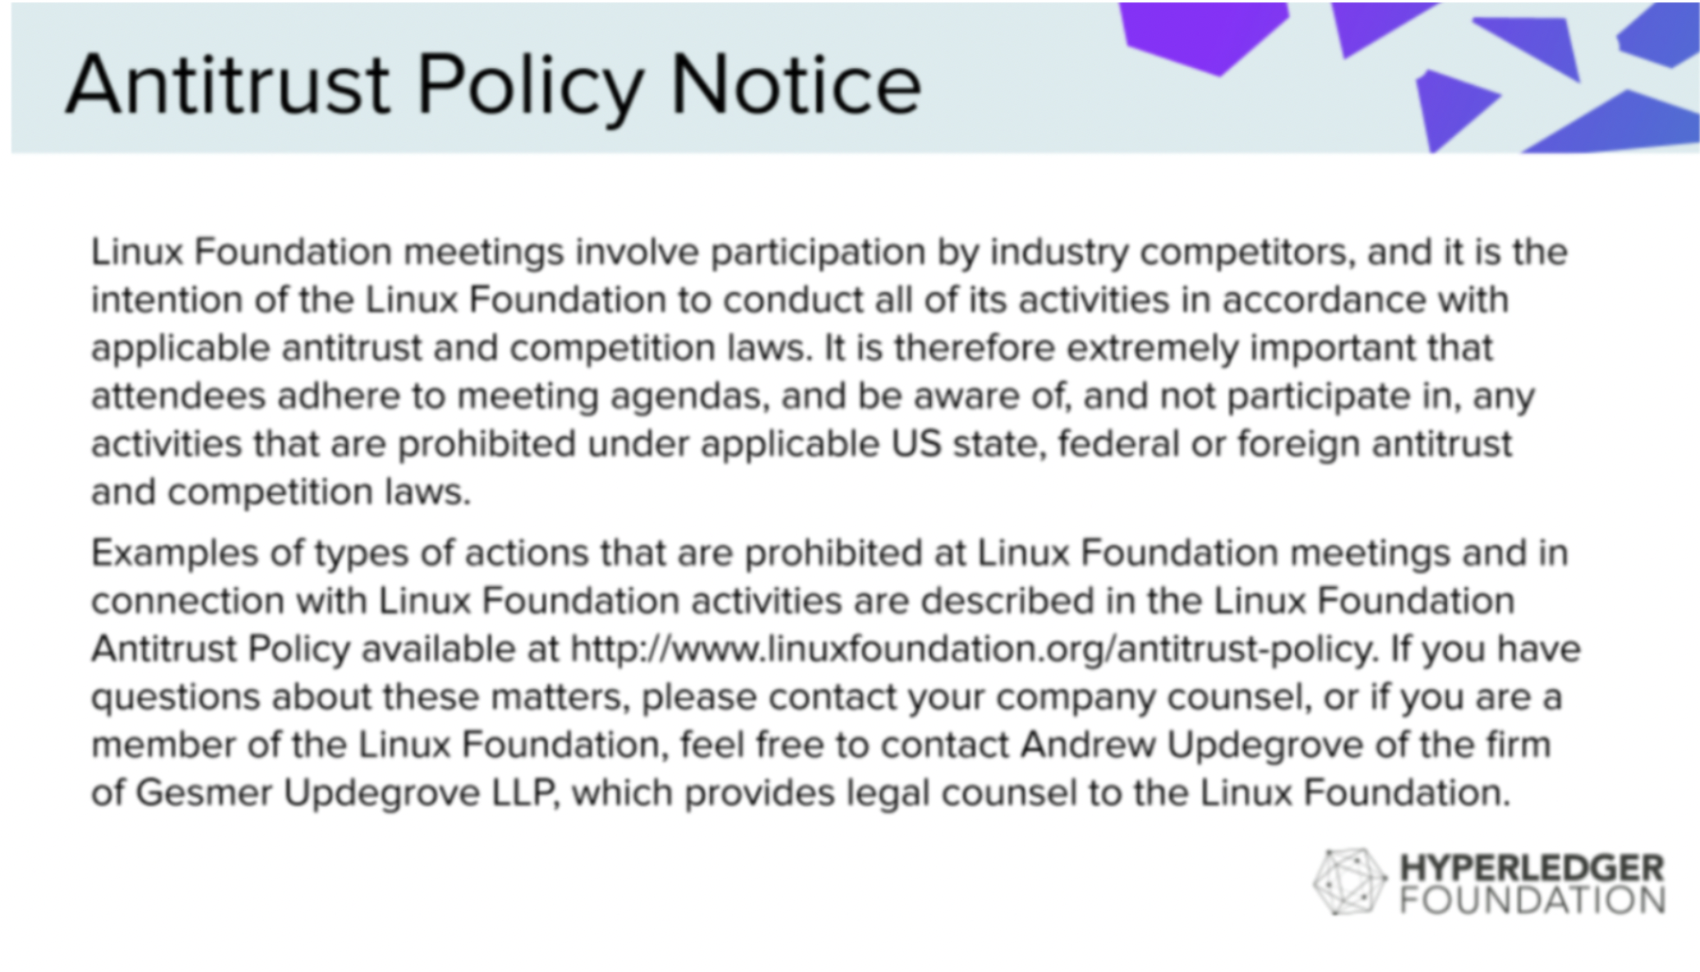 Antitrust Policy Notice
Linux Foundation meetings involve participation by industry competitors, and it is the
intention of the Linux Foundation to conduct all of its activities in accordance with
applicable antitrust and competition laws. It is therefore extremely important that
attendees adhere to meeting agendas, and be aware of, and not participate in, any
activities that are prohibited under applicable US state, federal or foreign antitrust
and competition laws.
Examples of types of actions that are prohibited at Linux Foundation meetings and in
connection with Linux Foundation activities are described in the Linux Foundation
Antitrust Policy available at http://www.linuxfoundation.org/antitrust-policy. If you have
questions about these matters, please contact your company counsel, or if you are a
member of the Linux Foundation, feel free to contact Andrew Updegrove of the firm
of Gesmer Updegrove LLP, which provides legal counsel to the Linux Foundation.
HYPERLEDGER
FOUNDATION